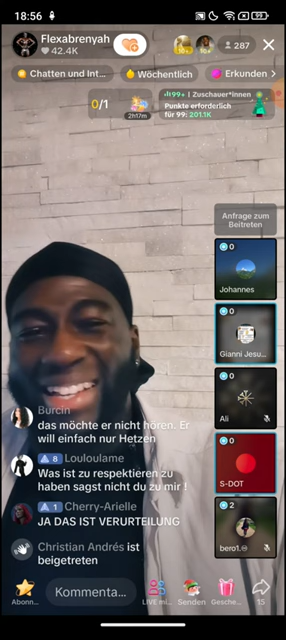 18:56
99
Flexabrenyah
42.4K
10+
287
Chatten und Int...
Wöchentlich
Erkunden
0/1
2h17m
99+ | Zuschauer*innen
Punkte erforderlich
für 99: 201.1K
Anfrage zum
Beitreten
0
Johannes
0
Gianni Jesu...
0
Ali
0
S-DOT
2
bero1.
Burcin
das möchte er nicht hören. Er
will einfach nur Hetzen
8 Louloulame
Was ist zu respektieren zu
haben sagst nicht du zu mir !
1 Cherry-Arielle
JA DAS IST VERURTEILUNG
Christian Andrés ist
beigetreten
Kommenta...
Abonn...
LIVE mi...
Senden
Gesche...
15